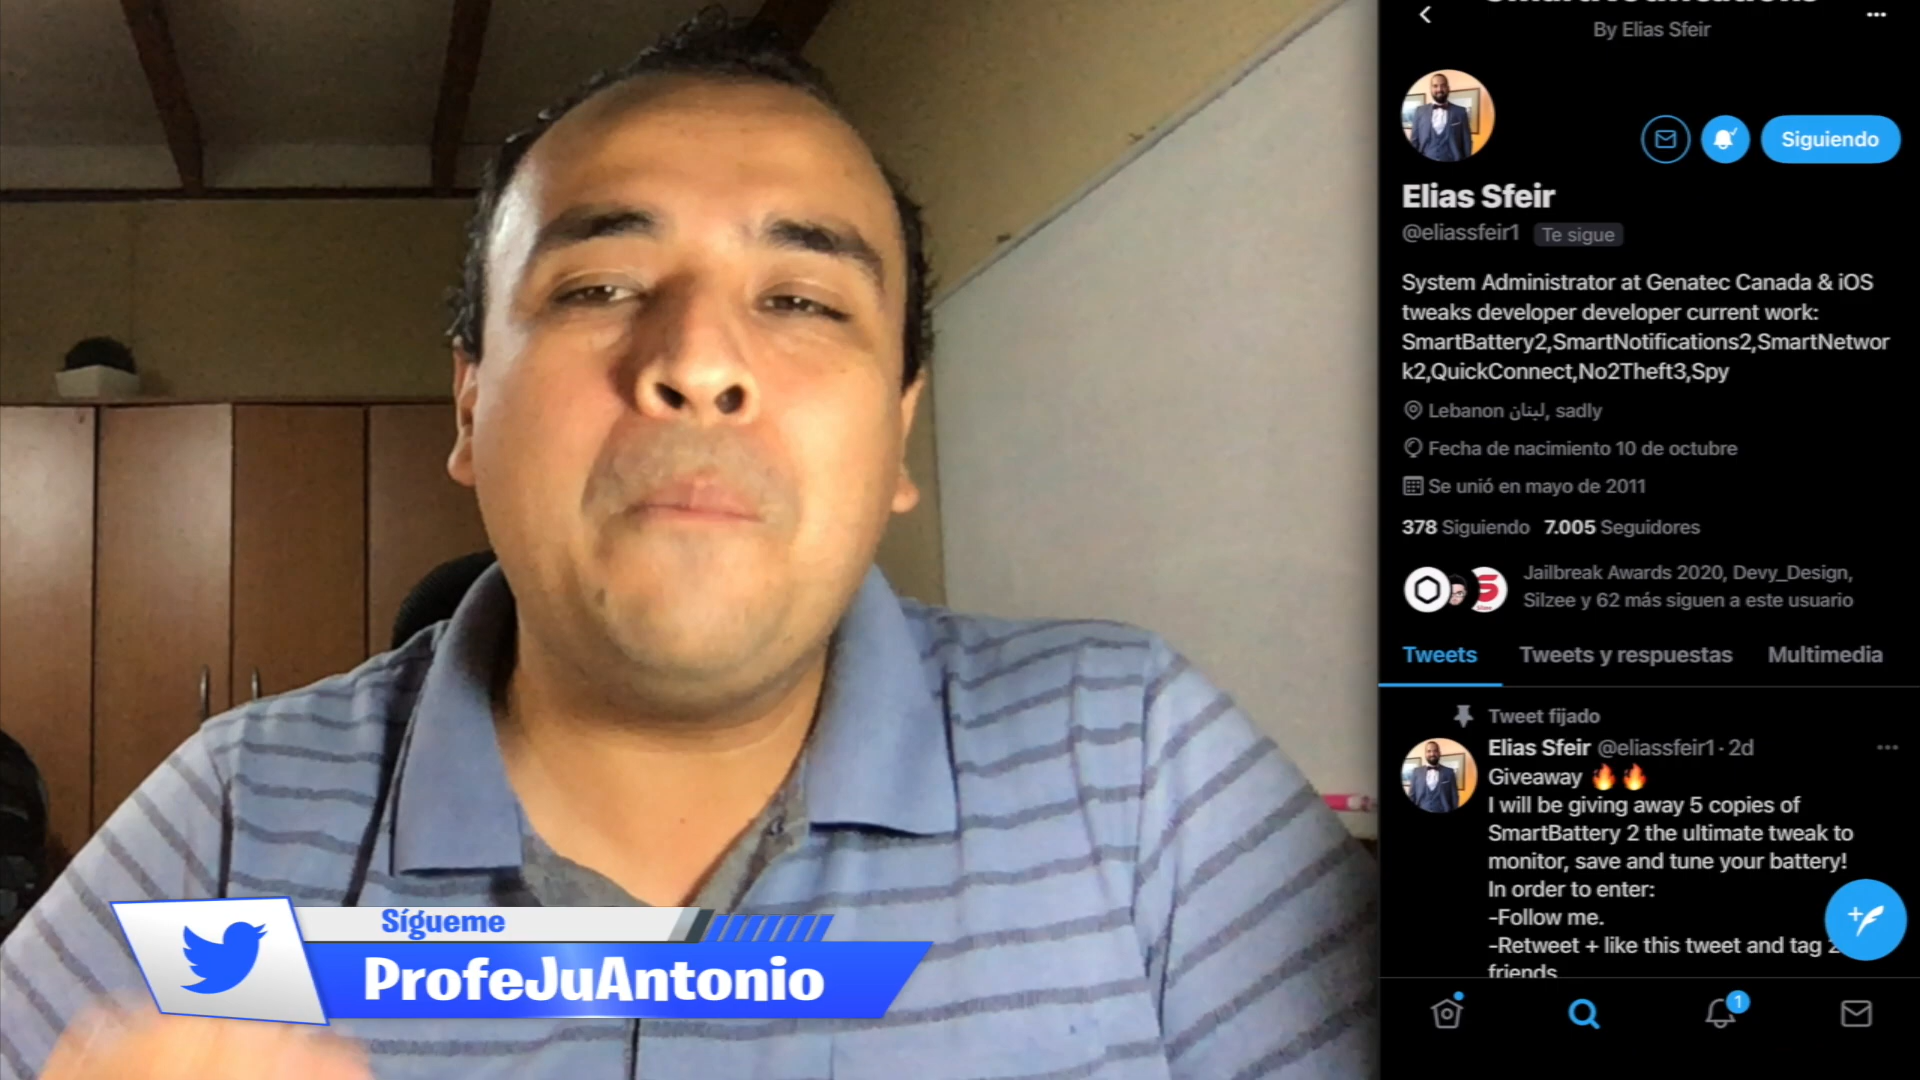 By Elias Sfeir
Siguiendo
Elias Sfeir
@eliassfeir1 Te sigue
System Administrator at Genatec Canada & iOS
tweaks developer developer current work:
SmartBattery2,SmartNotifications2,SmartNetwor
k2,QuickConnect,No2Theft3,Spy
Lebanon لبنان, sadly
Fecha de nacimiento 10 de octubre
Se unió en mayo de 2011
378 Siguiendo 7.005 Seguidores
Jailbreak Awards 2020, Devy_Design,
Silzee y 62 más siguen a este usuario
Tweets Tweets y respuestas Multimedia
Tweet fijado
Elias Sfeir @eliassfeir1 · 2d
Giveaway 🔥🔥
I will be giving away 5 copies of
SmartBattery 2 the ultimate tweak to
monitor, save and tune your battery!
In order to enter:
-Follow me.
-Retweet + like this tweet and tag 2
friends
1
Sígueme
ProfeJuAntonio